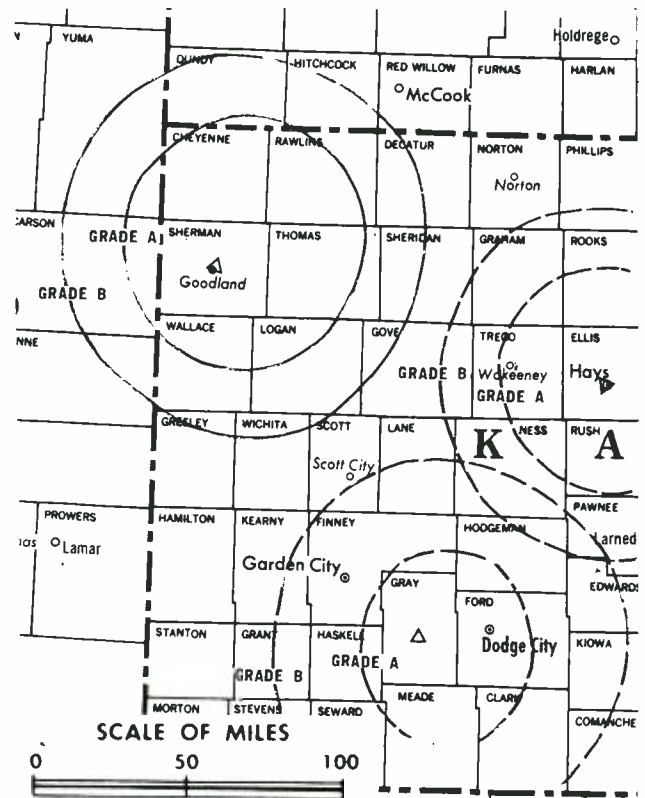 YUMA
Holdrege
DUNDY
HITCHCOCK
RED WILLOW
FURNAS
HARLAN
McCook
CHEYENNE
RAWLINS
DECATUR
NORTON
PHILLIPS
Norton
CARSON
GRADE A
SHERMAN
THOMAS
SHERIDAN
GRAHAM
ROOKS
Goodland
GRADE B
WALLACE
LOGAN
GOVE
TREGO
ELLIS
NNE
GRADE B
Wakeeney
Hays
GRADE A
GREELEY
WICHITA
SCOTT
LANE
NESS
RUSH
K A
Scott City
PAWNEE
PROWERS
HAMILTON
KEARNY
FINNEY
HODGEMAN
Larned
Lamar
Garden City
GRAY
EDWARDS
FORD
STANTON
GRANT
HASKELL
Dodge City
KIOWA
GRADE B
GRADE A
MEADE
CLARK
MORTON
STEVENS
SEWARD
COMANCHE
SCALE OF MILES
0 50 100